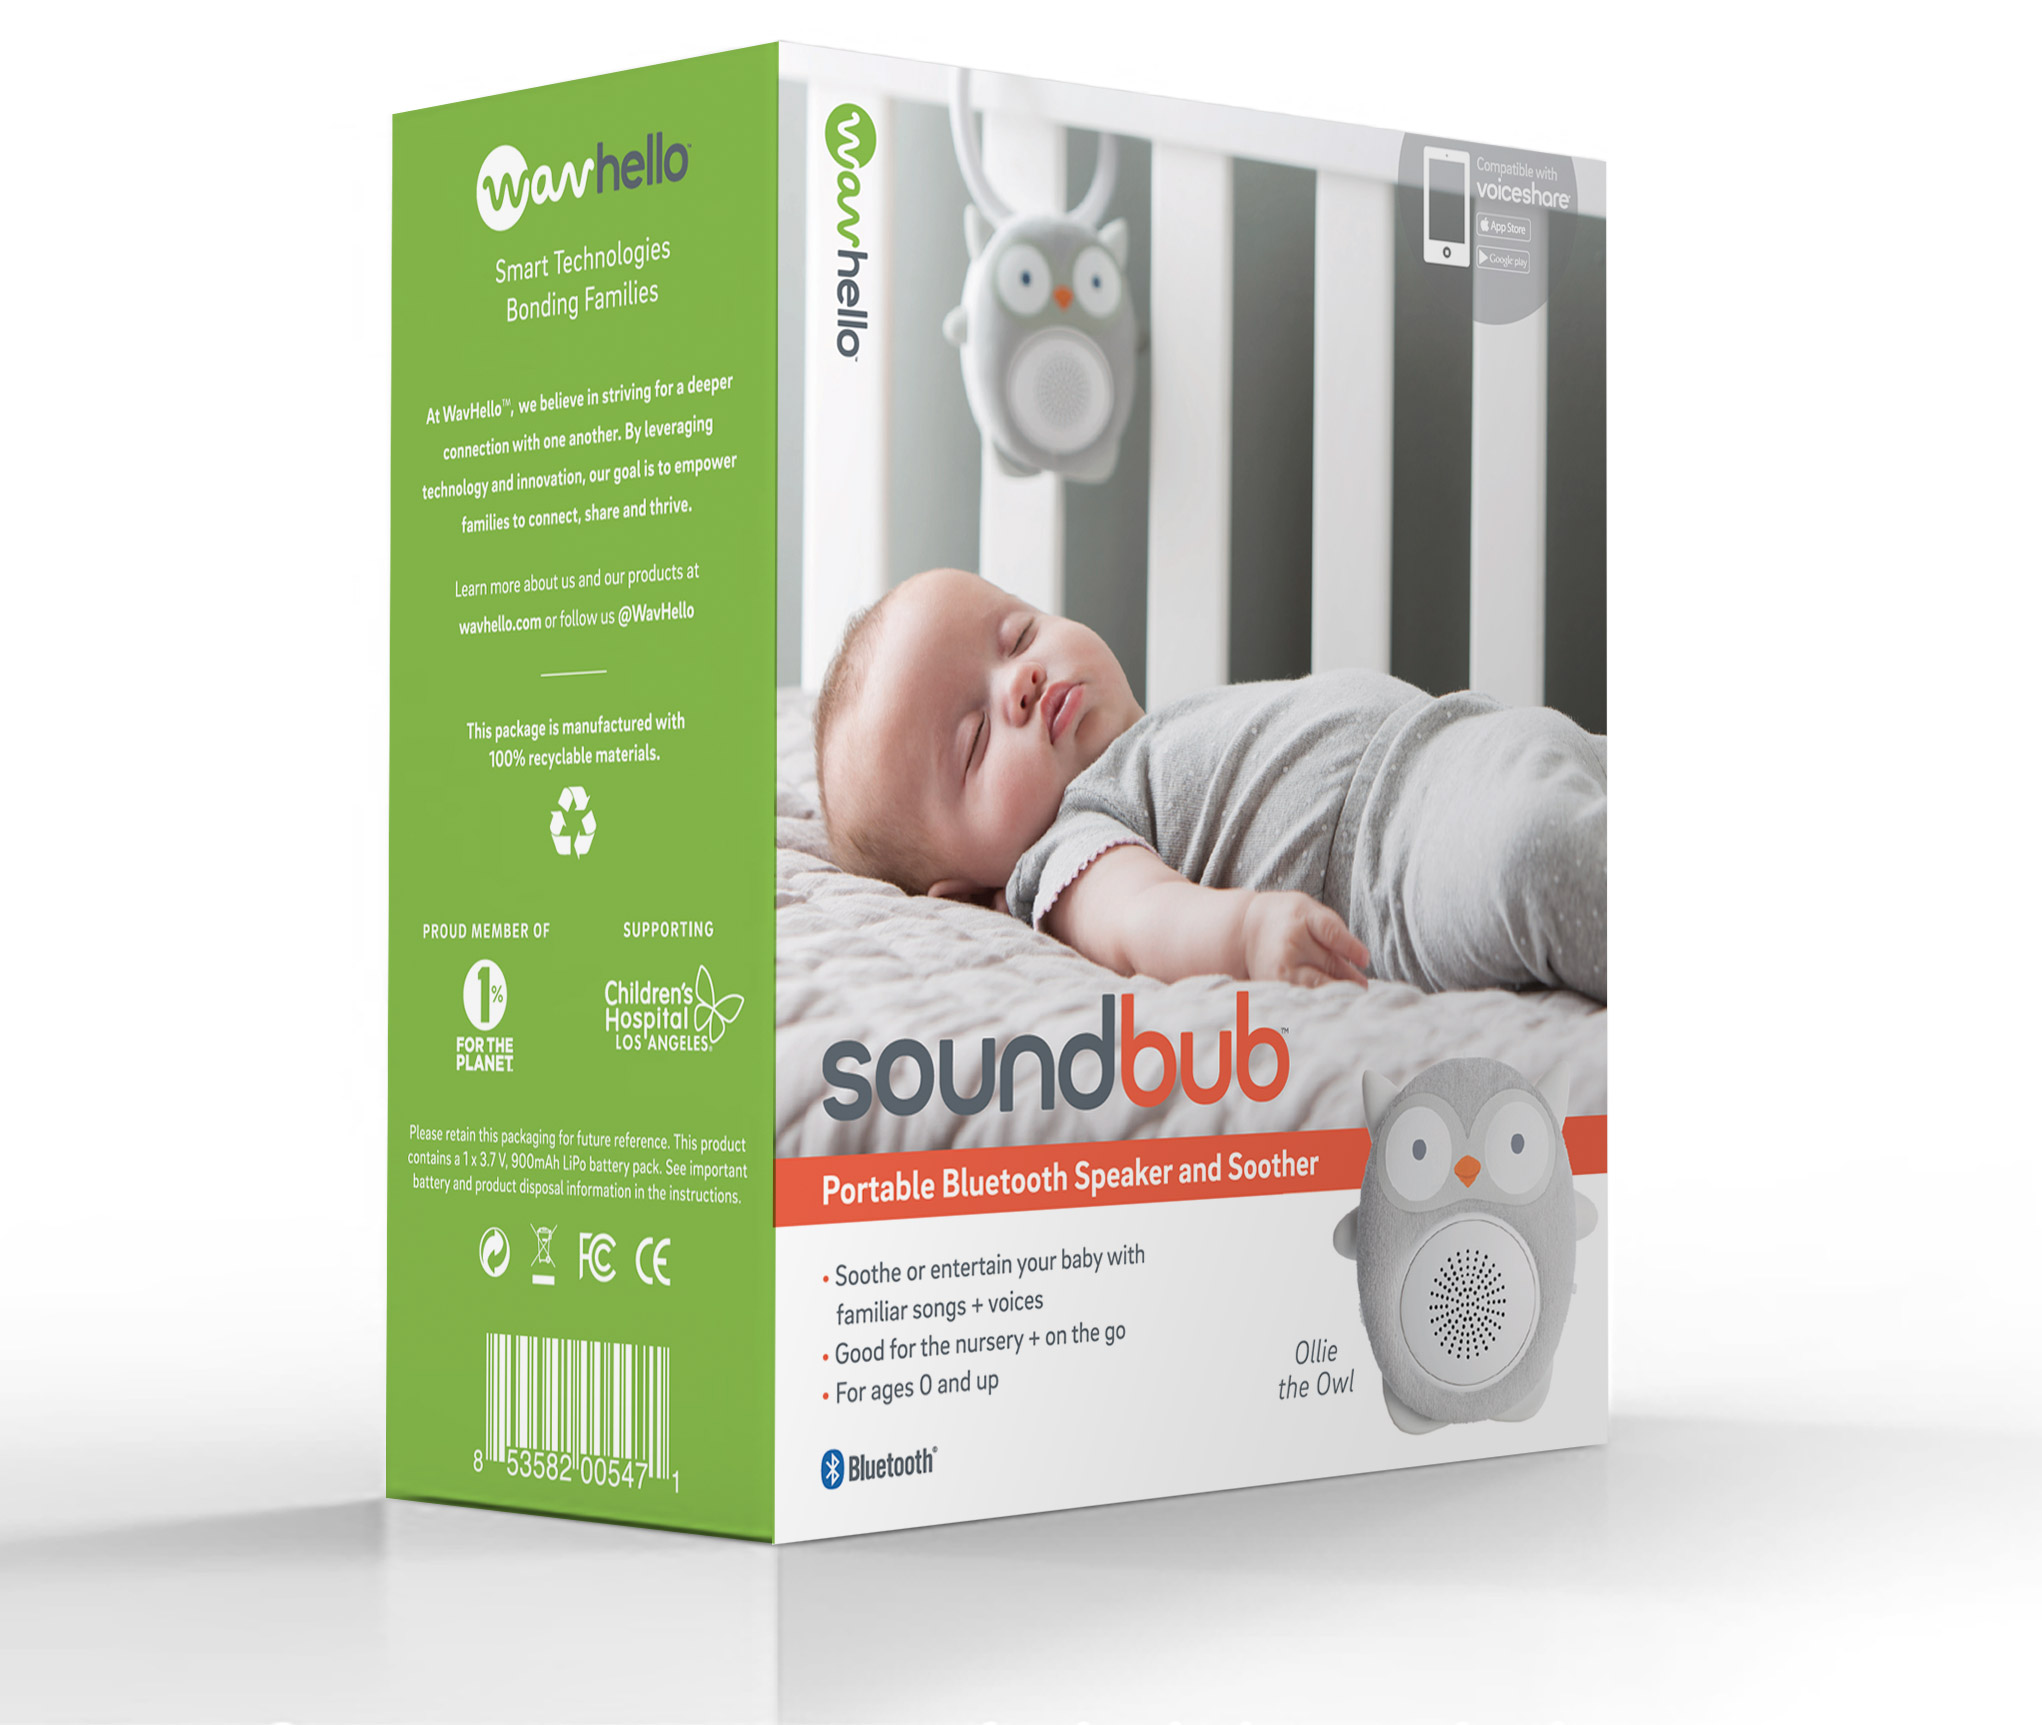 wavhello™
Smart Technologies
Bonding Families
At WavHello™, we believe in striving for a deeper
connection with one another. By leveraging
technology and innovation, our goal is to empower
families to connect, share and thrive.
Learn more about us and our products at
wavhello.com or follow us @WavHello
This package is manufactured with
100% recyclable materials.
PROUD MEMBER OF
1%
FOR THE
PLANET
SUPPORTING
Children's
Hospital
LOS ANGELES®
Please retain this packaging for future reference. This product
contains a 1 x 3.7 V, 900mAh LiPo battery pack. See important
battery and product disposal information in the instructions.
FC CE
8 53582 00547 1
wavhello™
Compatible with
voiceshare™
App Store
Google play
soundbub™
Portable Bluetooth Speaker and Soother
• Soothe or entertain your baby with
familiar songs + voices
• Good for the nursery + on the go
• For ages 0 and up
Ollie
the Owl
Bluetooth®